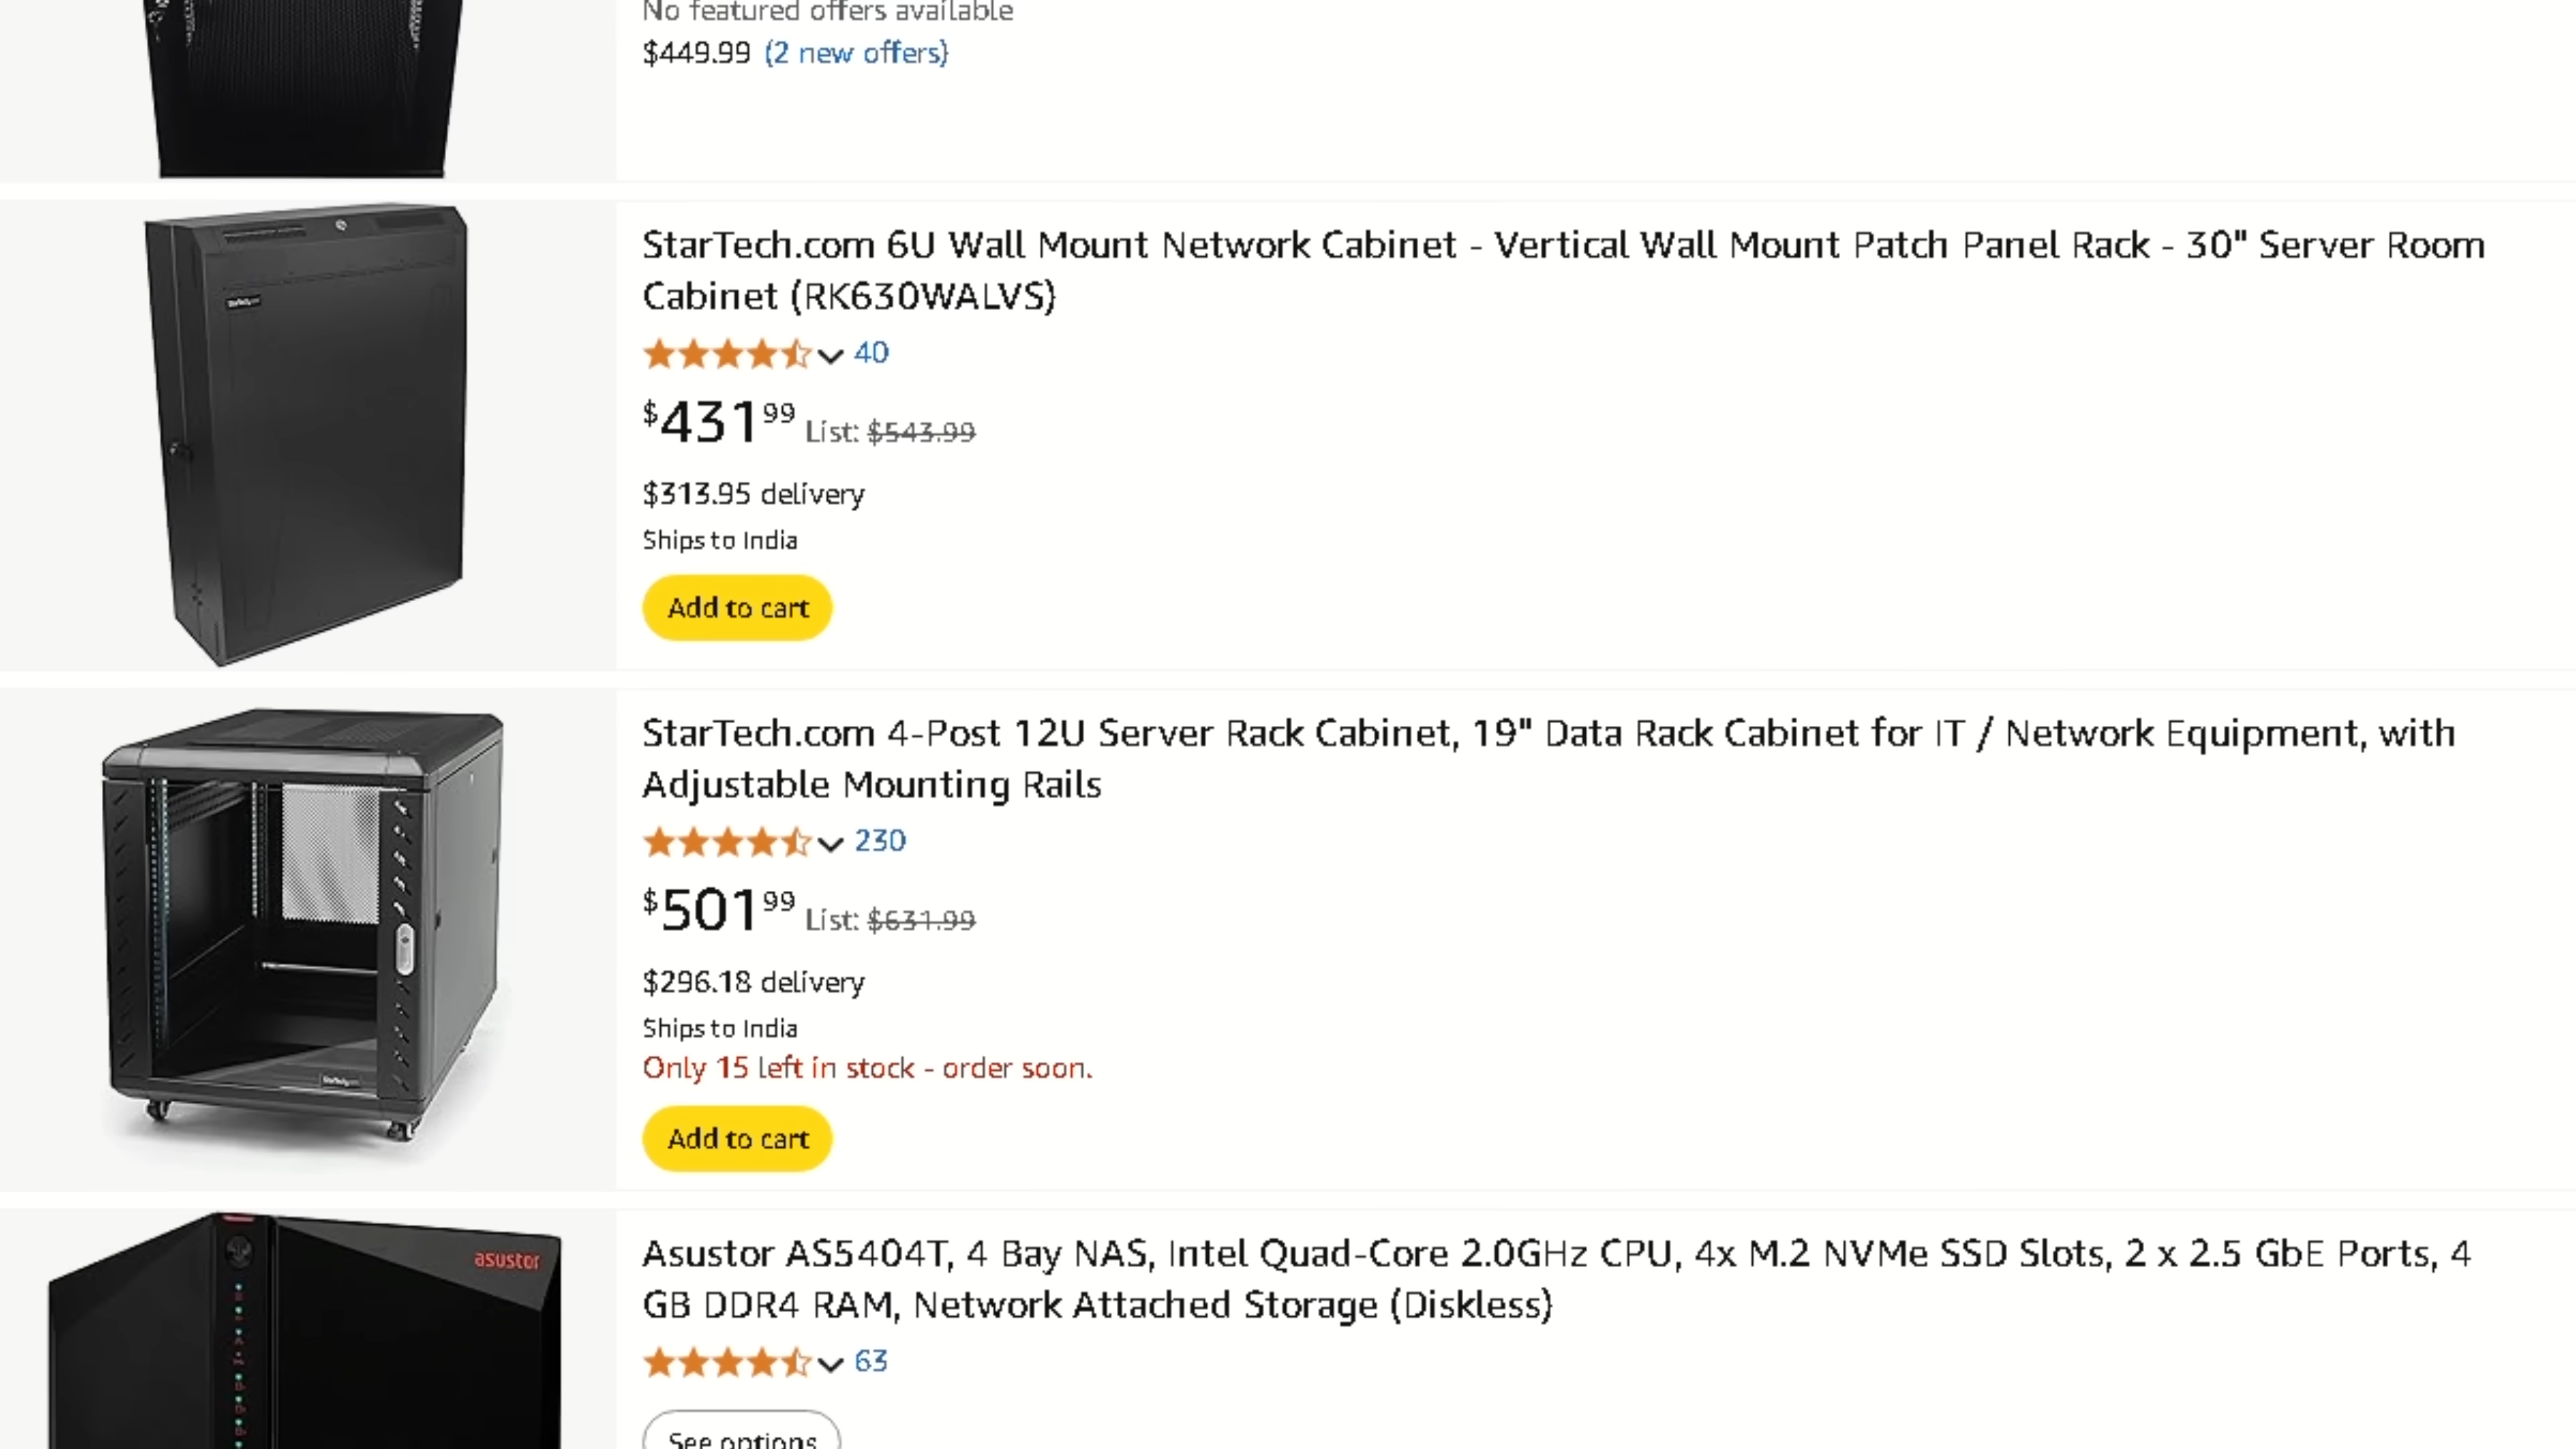 No featured offers available
$449.99 (2 new offers)
StarTech.com 6U Wall Mount Network Cabinet - Vertical Wall Mount Patch Panel Rack - 30" Server Room
Cabinet (RK630WALVS)
40
$431.99 List: $543.99
$313.95 delivery
Ships to India
Add to cart
StarTech.com 4-Post 12U Server Rack Cabinet, 19" Data Rack Cabinet for IT / Network Equipment, with
Adjustable Mounting Rails
230
$501.99 List: $631.99
$296.18 delivery
Ships to India
Only 15 left in stock - order soon.
Add to cart
asustor
Asustor AS5404T, 4 Bay NAS, Intel Quad-Core 2.0GHz CPU, 4x M.2 NVMe SSD Slots, 2 x 2.5 GbE Ports, 4
GB DDR4 RAM, Network Attached Storage (Diskless)
63
See options